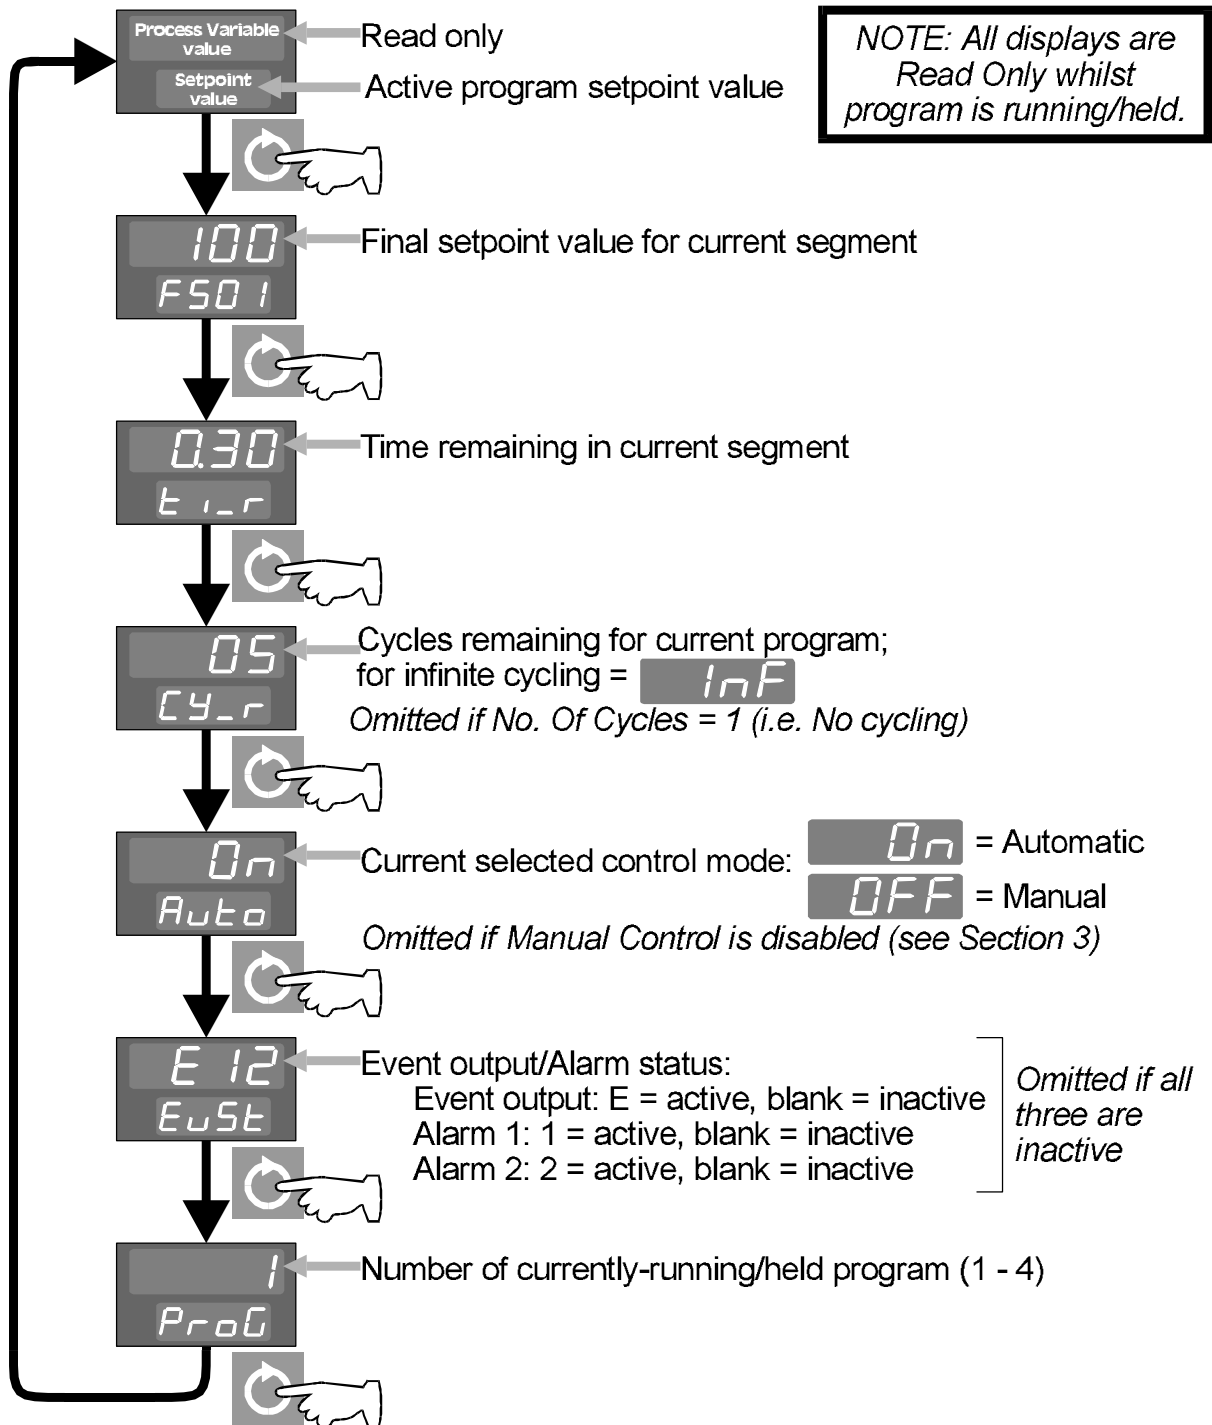 Process Variable
value
Read only
Setpoint
value
Active program setpoint value
NOTE: All displays are
Read Only whilst
program is running/held.
100
Final setpoint value for current segment
FS01
0.30
Time remaining in current segment
ti_r
05
Cycles remaining for current program;
for infinite cycling = InF
CY_r
Omitted if No. Of Cycles = 1 (i.e. No cycling)
On
Current selected control mode:
On = Automatic
OFF = Manual
Auto
Omitted if Manual Control is disabled (see Section 3)
E12
Event output/Alarm status:
EvSt
Event output: E = active, blank = inactive
Alarm 1: 1 = active, blank = inactive
Alarm 2: 2 = active, blank = inactive
Omitted if all
three are
inactive
1
Number of currently-running/held program (1 - 4)
ProG